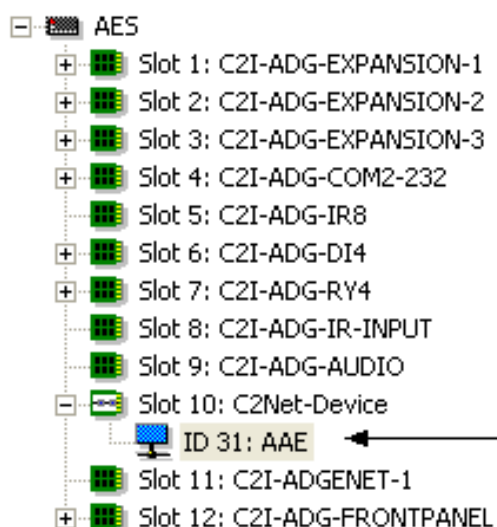 AES
Slot 1: C2I-ADG-EXPANSION-1
Slot 2: C2I-ADG-EXPANSION-2
Slot 3: C2I-ADG-EXPANSION-3
Slot 4: C2I-ADG-COM2-232
Slot 5: C2I-ADG-IR8
Slot 6: C2I-ADG-DI4
Slot 7: C2I-ADG-RY4
Slot 8: C2I-ADG-IR-INPUT
Slot 9: C2I-ADG-AUDIO
Slot 10: C2Net-Device
ID 31: AAE
Slot 11: C2I-ADGENET-1
Slot 12: C2I-ADG-FRONTPANEL